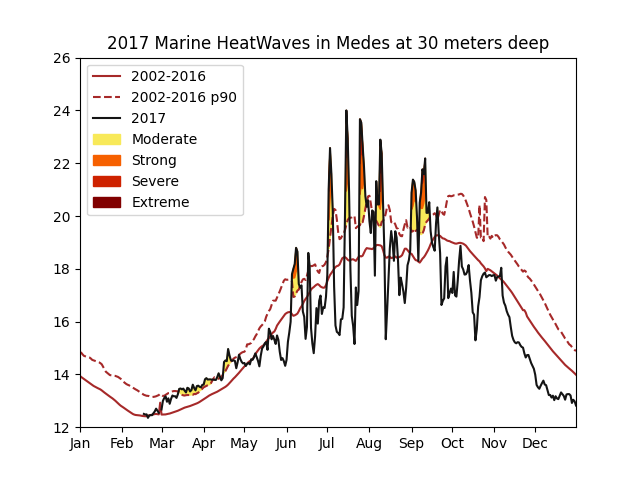 2017 Marine HeatWaves in Medes at 30 meters deep
2002-2016
2002-2016 p90
2017
Moderate
Strong
Severe
Extreme
26
24
22
20
18
16
14
12
Jan Feb Mar Apr May Jun Jul Aug Sep Oct Nov Dec